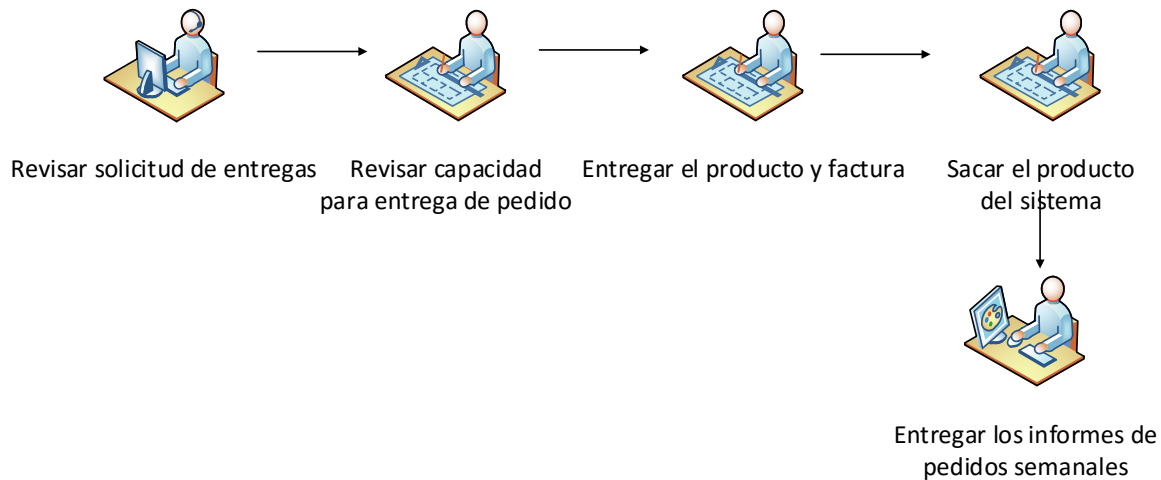 Revisar solicitud de entregas
Revisar capacidad
para entrega de pedido
Entregar el producto y factura
Sacar el producto
del sistema
Entregar los informes de
pedidos semanales